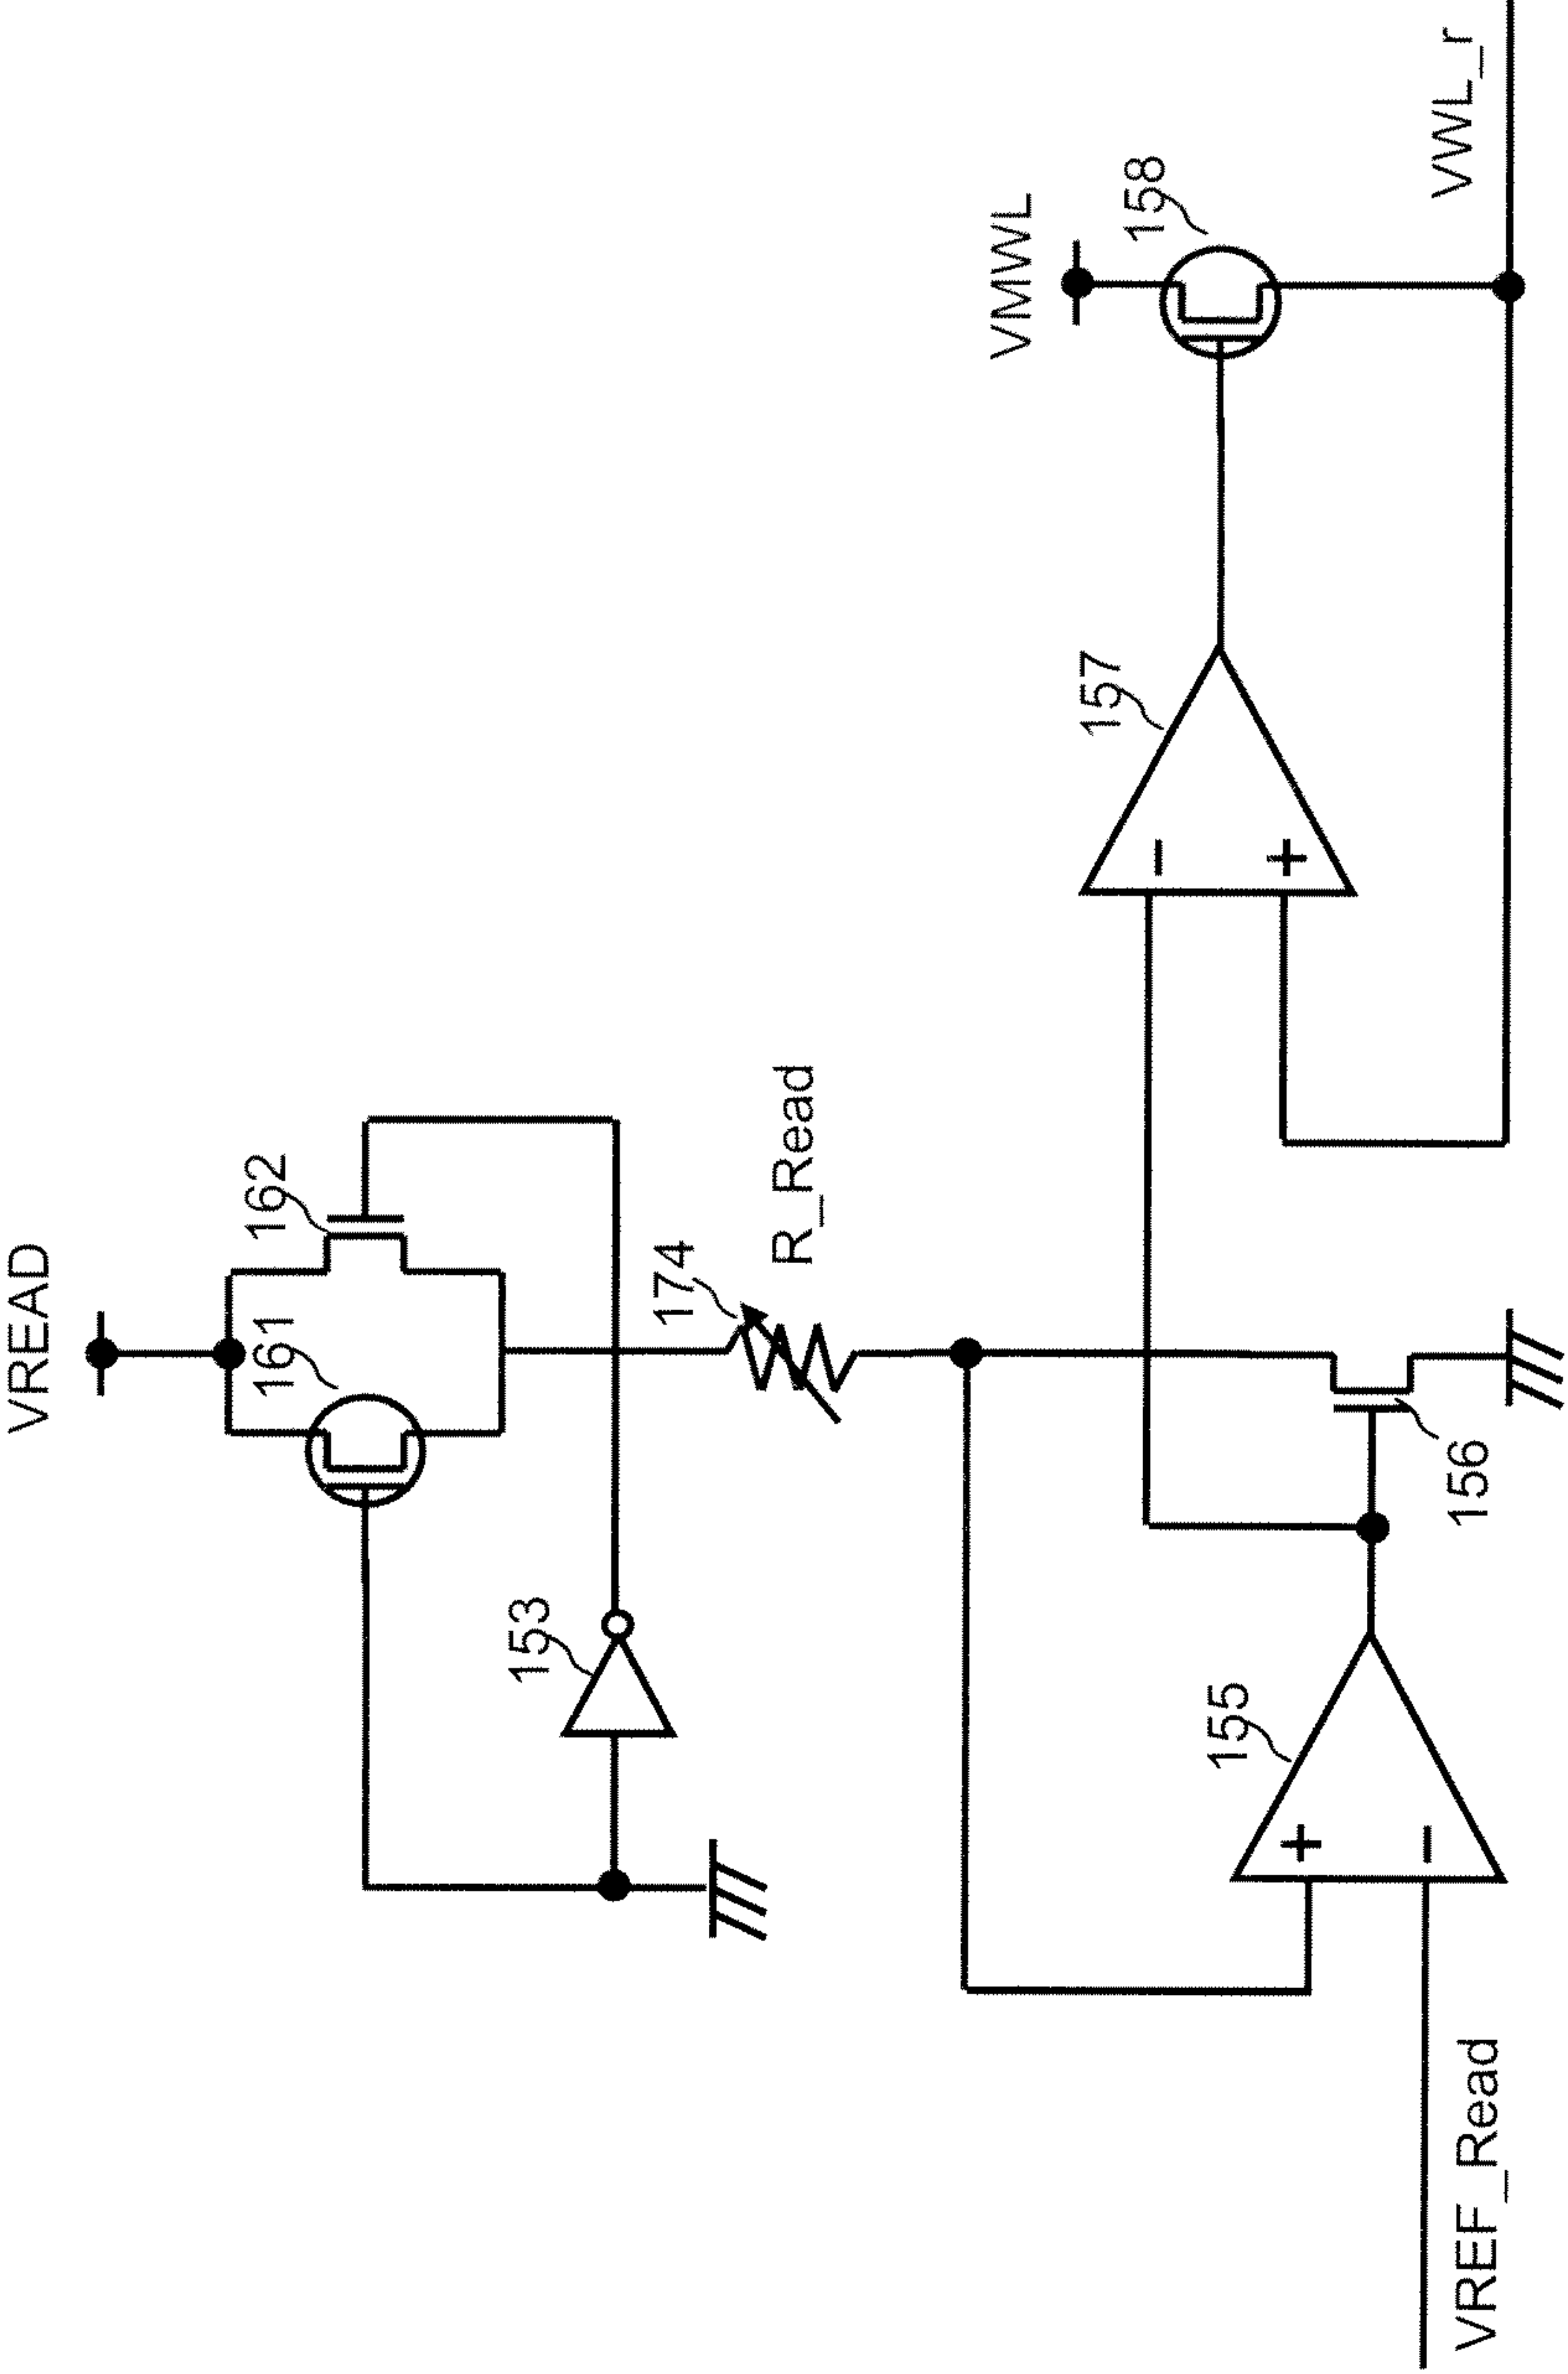 VREAD
161
162
153
174
R_Read
VMWL
158
157
155
156
VREF_Read
VWL_r
+
−
−
+